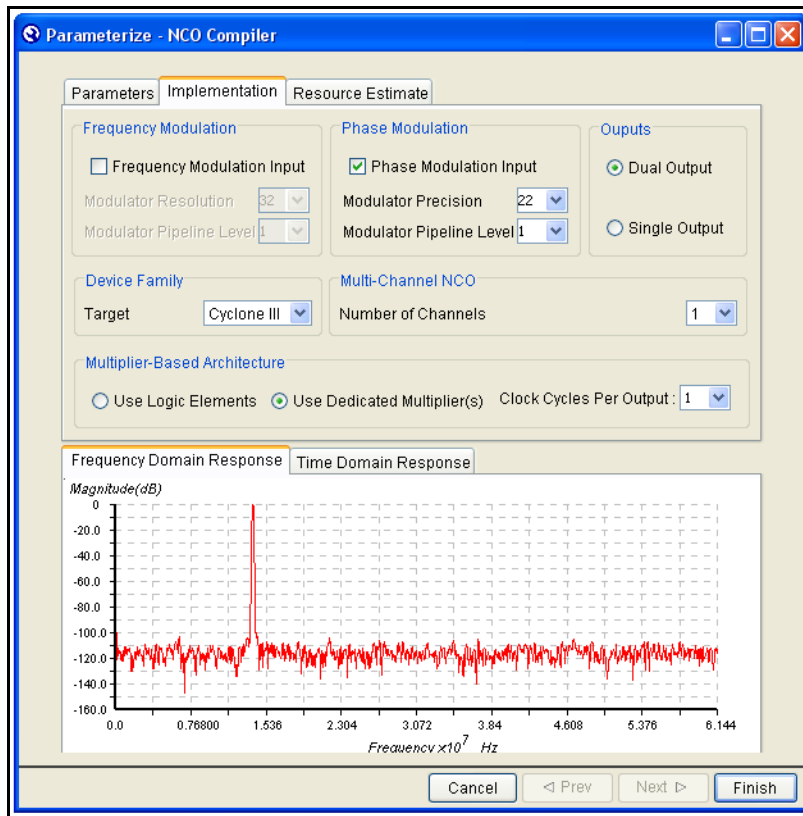 Parameterize - NCO Compiler
Parameters Implementation Resource Estimate
Frequency Modulation
Frequency Modulation Input
Modulator Resolution 32
Modulator Pipeline Level 1
Phase Modulation
Phase Modulation Input
Modulator Precision 22
Modulator Pipeline Level 1
Ouputs
Dual Output
Single Output
Device Family
Target Cyclone III
Multi-Channel NCO
Number of Channels 1
Multiplier-Based Architecture
Use Logic Elements Use Dedicated Multiplier(s) Clock Cycles Per Output : 1
Frequency Domain Response Time Domain Response
Magnitude(dB)
0
-20.0
-40.0
-60.0
-80.0
-100.0
-120.0
-140.0
-160.0
0.0 0.76800 1.536 2.304 3.072 3.84 4.608 5.376 6.144
Frequency x10^7 Hz
Cancel Prev Next Finish